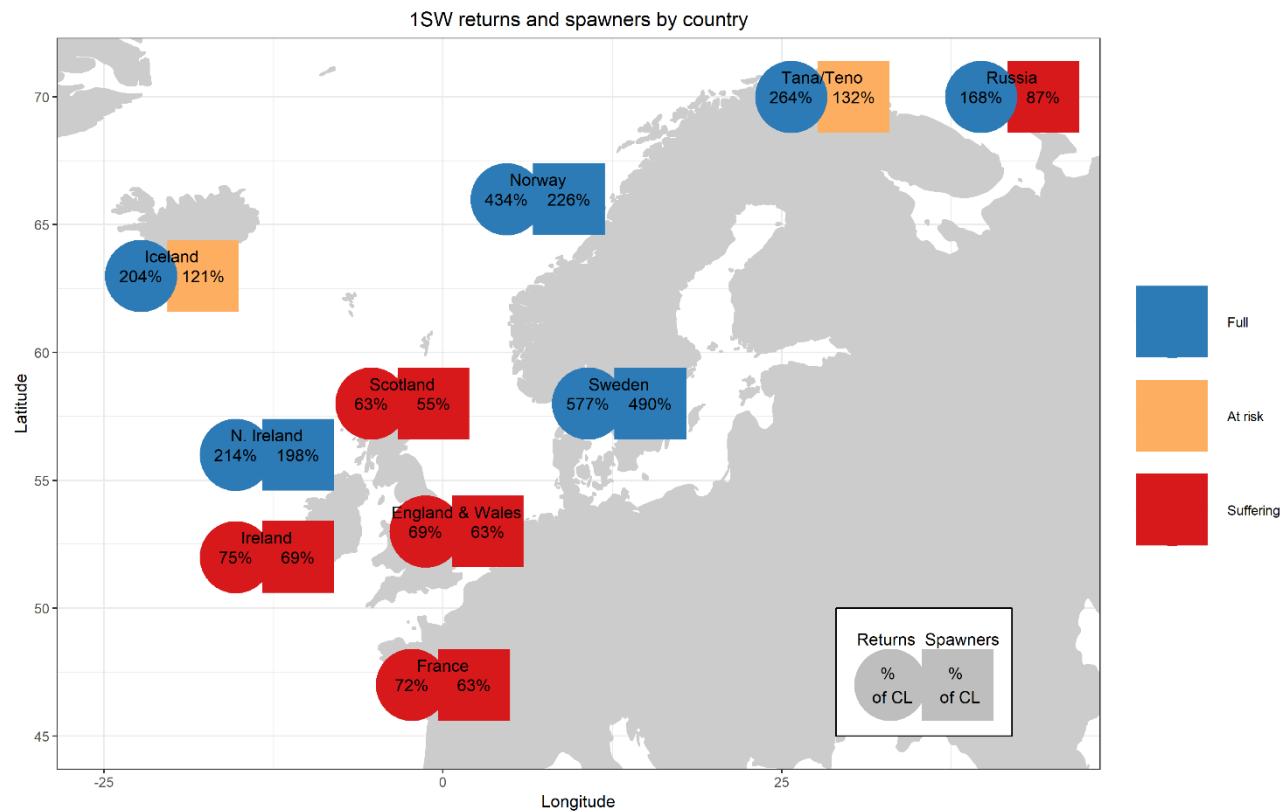 1SW returns and spawners by country
Tana/Teno
264% 132%
Russia
168% 87%
Norway
434% 226%
Iceland
204% 121%
Scotland
63% 55%
Sweden
577% 490%
N. Ireland
214% 198%
England & Wales
69% 63%
Ireland
75% 69%
France
72% 63%
Returns Spawners
% %
of CL of CL
70
65
60
55
50
45
Latitude
-25 0 25
Longitude
Full
At risk
Suffering